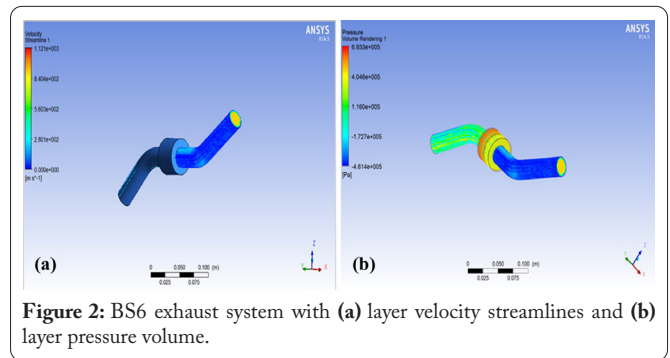 Velocity
Streamline 1
1.121e+003
8.404e+002
5.603e+002
2.801e+002
0.000e+000
[m s^-1]
ANSYS
R14.5
(a)
0 0.050 0.100 (m)
0.025 0.075
Z
Y
X
Pressure
Volume Rendering 1
6.933e+005
4.046e+005
1.160e+005
-1.727e+005
-4.614e+005
[Pa]
ANSYS
(b)
0 0.050 0.100 (m)
0.025 0.075
Z
Y
X
Figure 2: BS6 exhaust system with (a) layer velocity streamlines and (b)
layer pressure volume.